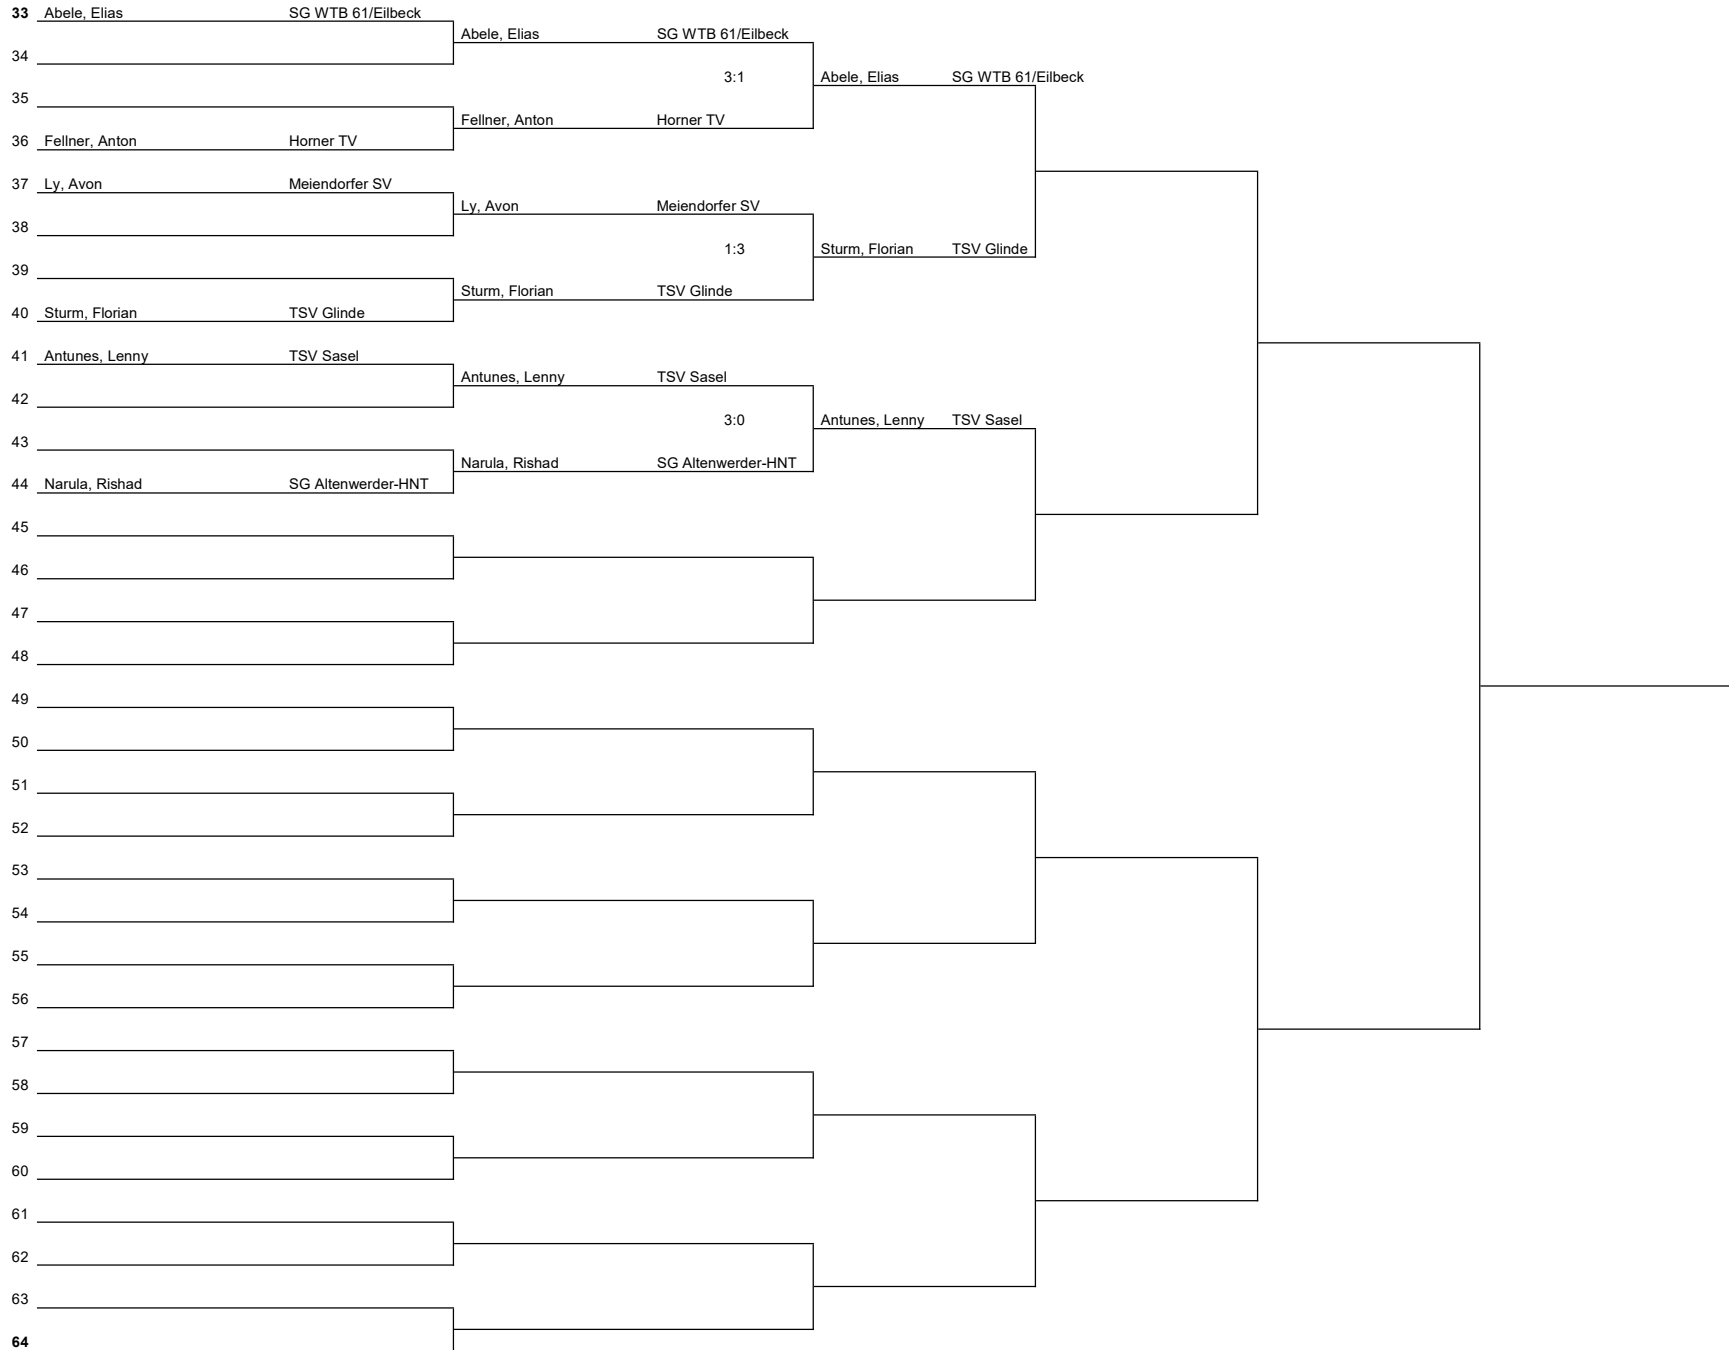 33 Abele, Elias SG WTB 61/Eilbeck
Abele, Elias SG WTB 61/Eilbeck
34
3:1 Abele, Elias SG WTB 61/Eilbeck
35
Fellner, Anton Horner TV
36 Fellner, Anton Horner TV
37 Ly, Avon Meiendorfer SV
Ly, Avon Meiendorfer SV
38
1:3 Sturm, Florian TSV Glinde
39
Sturm, Florian TSV Glinde
40 Sturm, Florian TSV Glinde
41 Antunes, Lenny TSV Sasel
Antunes, Lenny TSV Sasel
42
3:0 Antunes, Lenny TSV Sasel
43
Narula, Rishad SG Altenwerder-HNT
44 Narula, Rishad SG Altenwerder-HNT
45
46
47
48
49
50
51
52
53
54
55
56
57
58
59
60
61
62
63
64